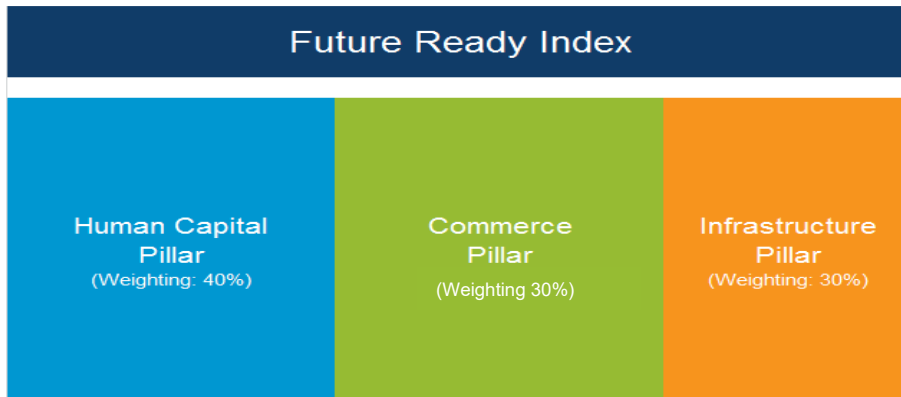 Future Ready Index
Human Capital
Pillar
(Weighting: 40%)
Commerce
Pillar
(Weighting 30%)
Infrastructure
Pillar
(Weighting: 30%)